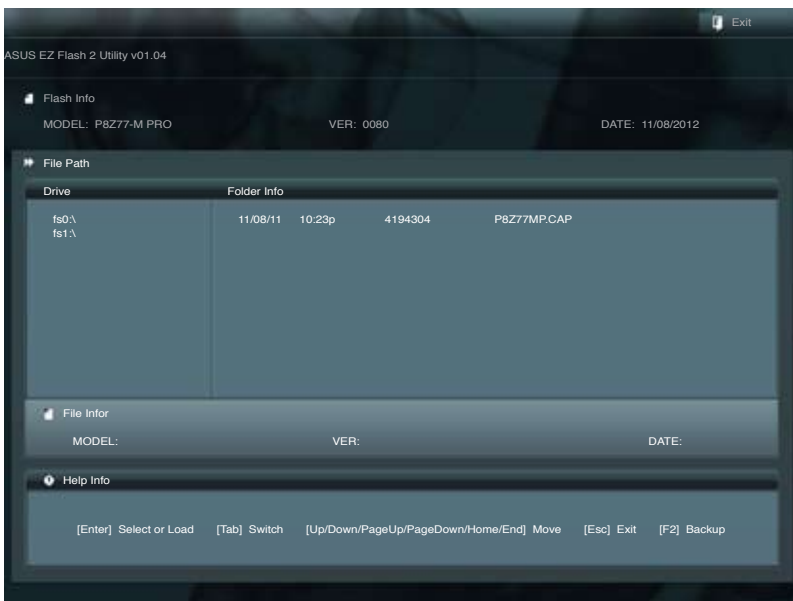 Exit
ASUS EZ Flash 2 Utility v01.04
Flash Info
MODEL: P8Z77-M PRO VER: 0080 DATE: 11/08/2012
File Path
Drive Folder Info
fs0:\ 11/08/11 10:23p 4194304 P8Z77MP.CAP
fs1:\
File Infor
MODEL: VER: DATE:
Help Info
[Enter] Select or Load [Tab] Switch [Up/Down/PageUp/PageDown/Home/End] Move [Esc] Exit [F2] Backup